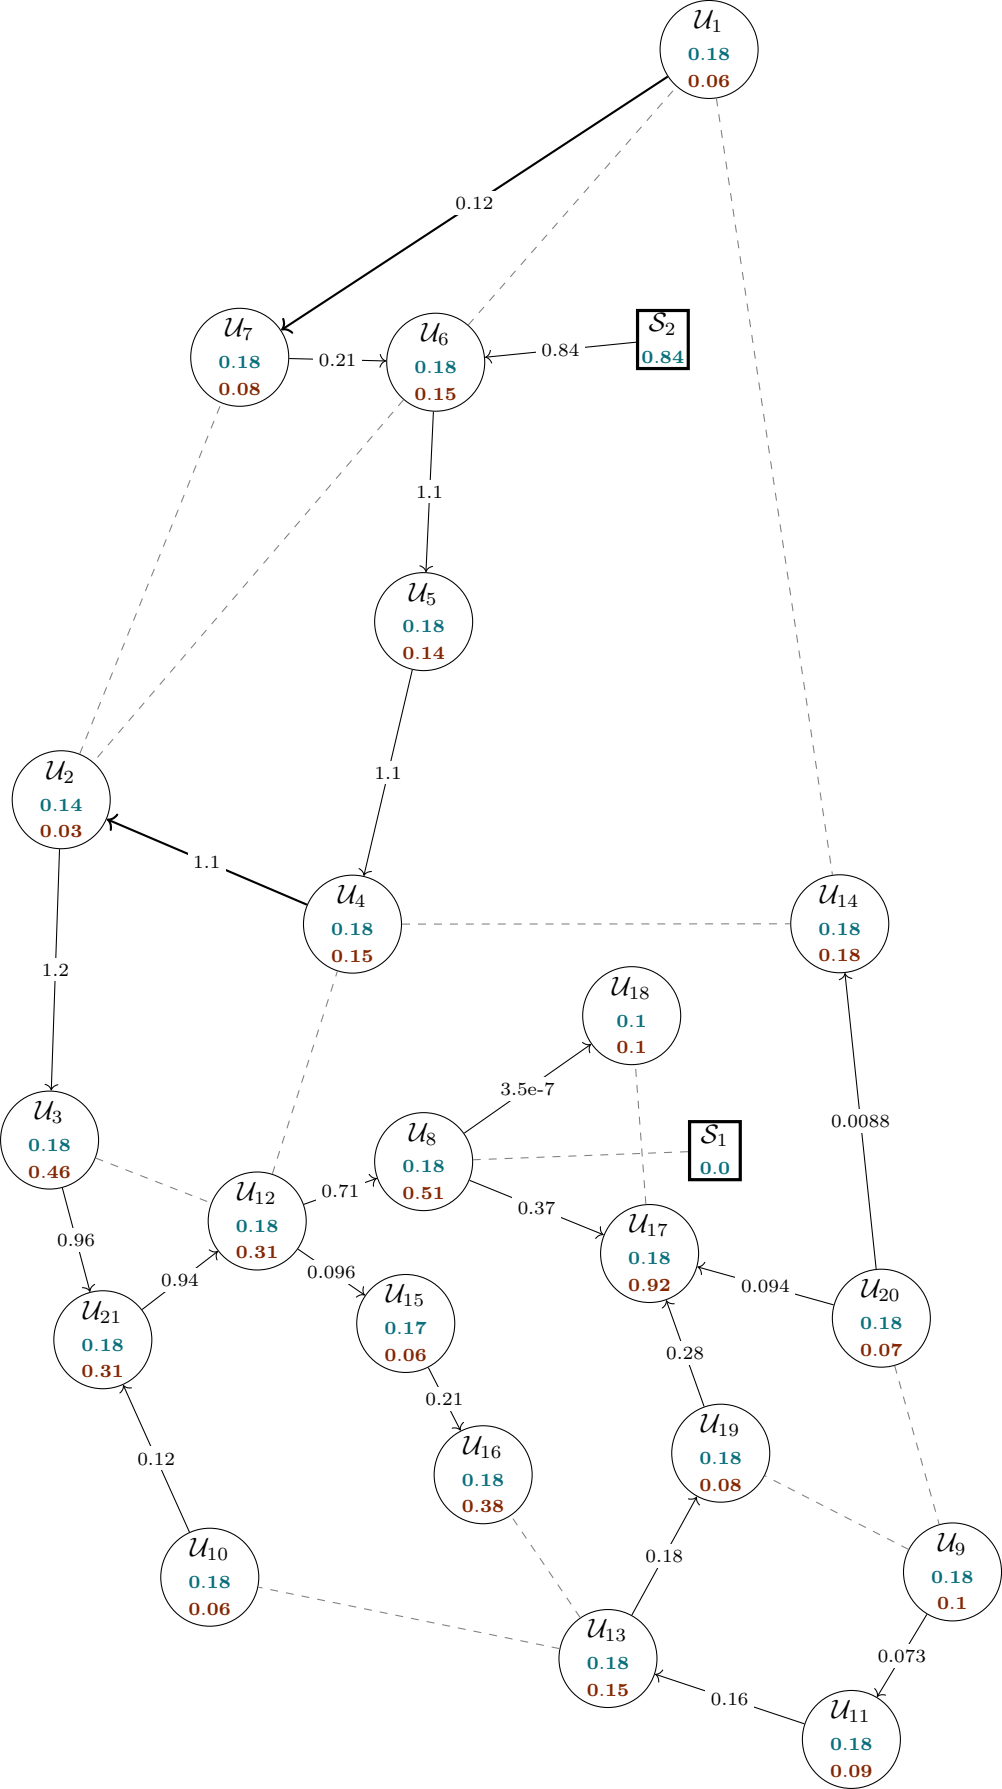 𝒰₁
0.18
0.06
0.12
𝒰₇
0.18
0.08
0.21
𝒰₆
0.18
0.15
0.84
𝒮₂
0.84
1.1
𝒰₅
0.18
0.14
1.1
𝒰₂
0.14
0.03
1.1
𝒰₄
0.18
0.15
𝒰₁₄
0.18
0.18
1.2
𝒰₁₈
0.1
0.1
3.5e-7
0.0088
𝒰₃
0.18
0.46
𝒰₈
0.18
0.51
𝒮₁
0.0
𝒰₁₂
0.18
0.31
0.71
0.37
𝒰₁₇
0.18
0.92
0.96
0.94
0.096
0.094
𝒰₂₀
0.18
0.07
𝒰₂₁
0.18
0.31
𝒰₁₅
0.17
0.06
0.28
0.21
𝒰₁₉
0.18
0.08
0.12
𝒰₁₆
0.18
0.38
𝒰₁₀
0.18
0.06
0.18
𝒰₉
0.18
0.1
𝒰₁₃
0.18
0.15
0.073
0.16
𝒰₁₁
0.18
0.09